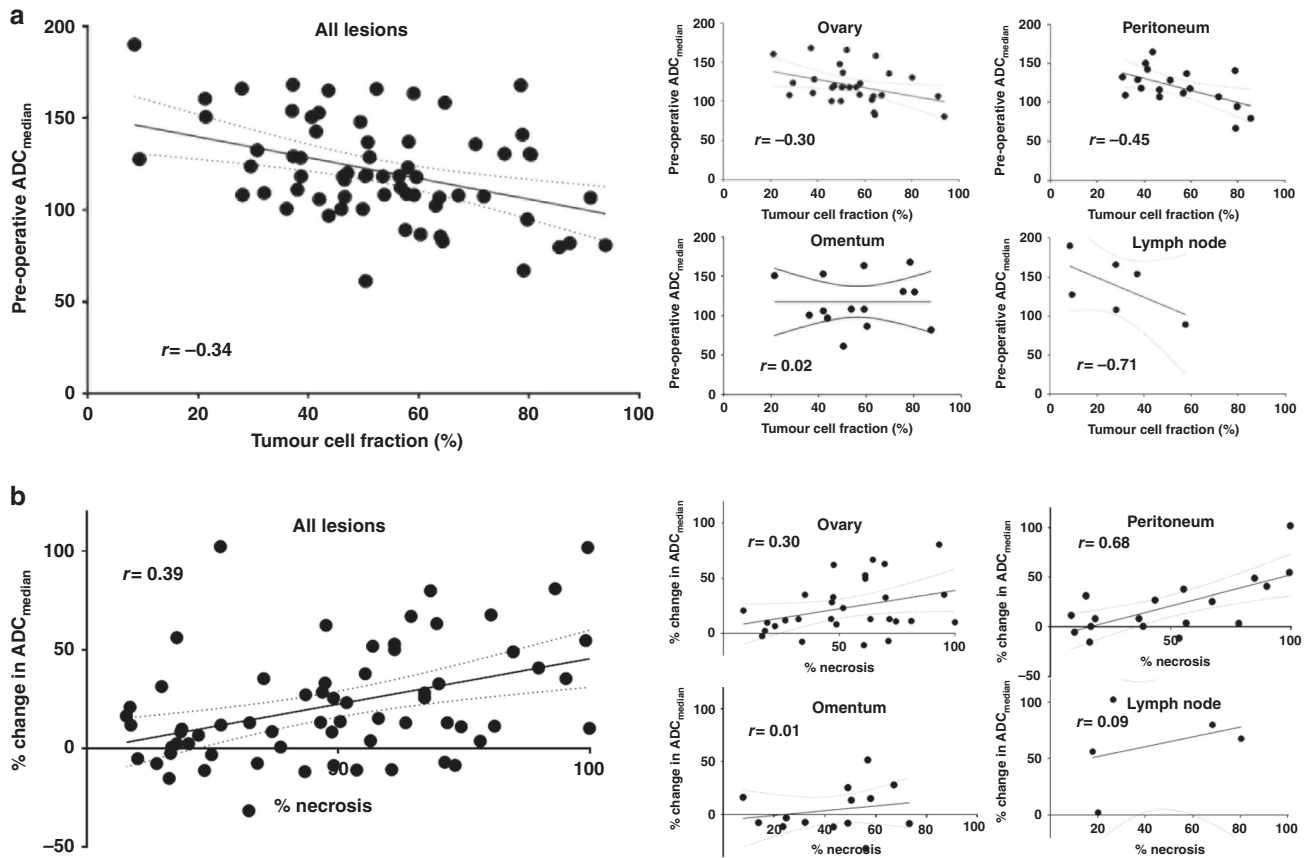 a
All lesions
Pre-operative ADCmedian
200
150
100
50
0
r= –0.34
0 20 40 60 80 100
Tumour cell fraction (%)
Ovary
Pre-operative ADCmedian
200
150
100
50
0
r= –0.30
0 20 40 60 80 100
Tumour cell fraction (%)
Peritoneum
Pre-operative ADCmedian
200
150
100
50
0
r= –0.45
0 20 40 60 80 100
Tumour cell fraction (%)
Omentum
Pre-operative ADCmedian
200
150
100
50
0
r= 0.02
0 20 40 60 80 100
Tumour cell fraction (%)
Lymph node
Pre-operative ADCmedian
200
150
100
50
0
r= –0.71
0 20 40 60 80 100
Tumour cell fraction (%)
b
All lesions
% change in ADCmedian
100
50
0
–50
r= 0.39
50 100
% necrosis
Ovary
% change in ADCmedian
100
50
0
r= 0.30
50 100
% necrosis
Peritoneum
% change in ADCmedian
100
50
0
–50
r= 0.68
50 100
% necrosis
Omentum
% change in ADCmedian
100
50
0
r= 0.01
20 40 60 80 100
% necrosis
Lymph node
% change in ADCmedian
100
50
0
r= 0.09
20 40 60 80 100
% necrosis